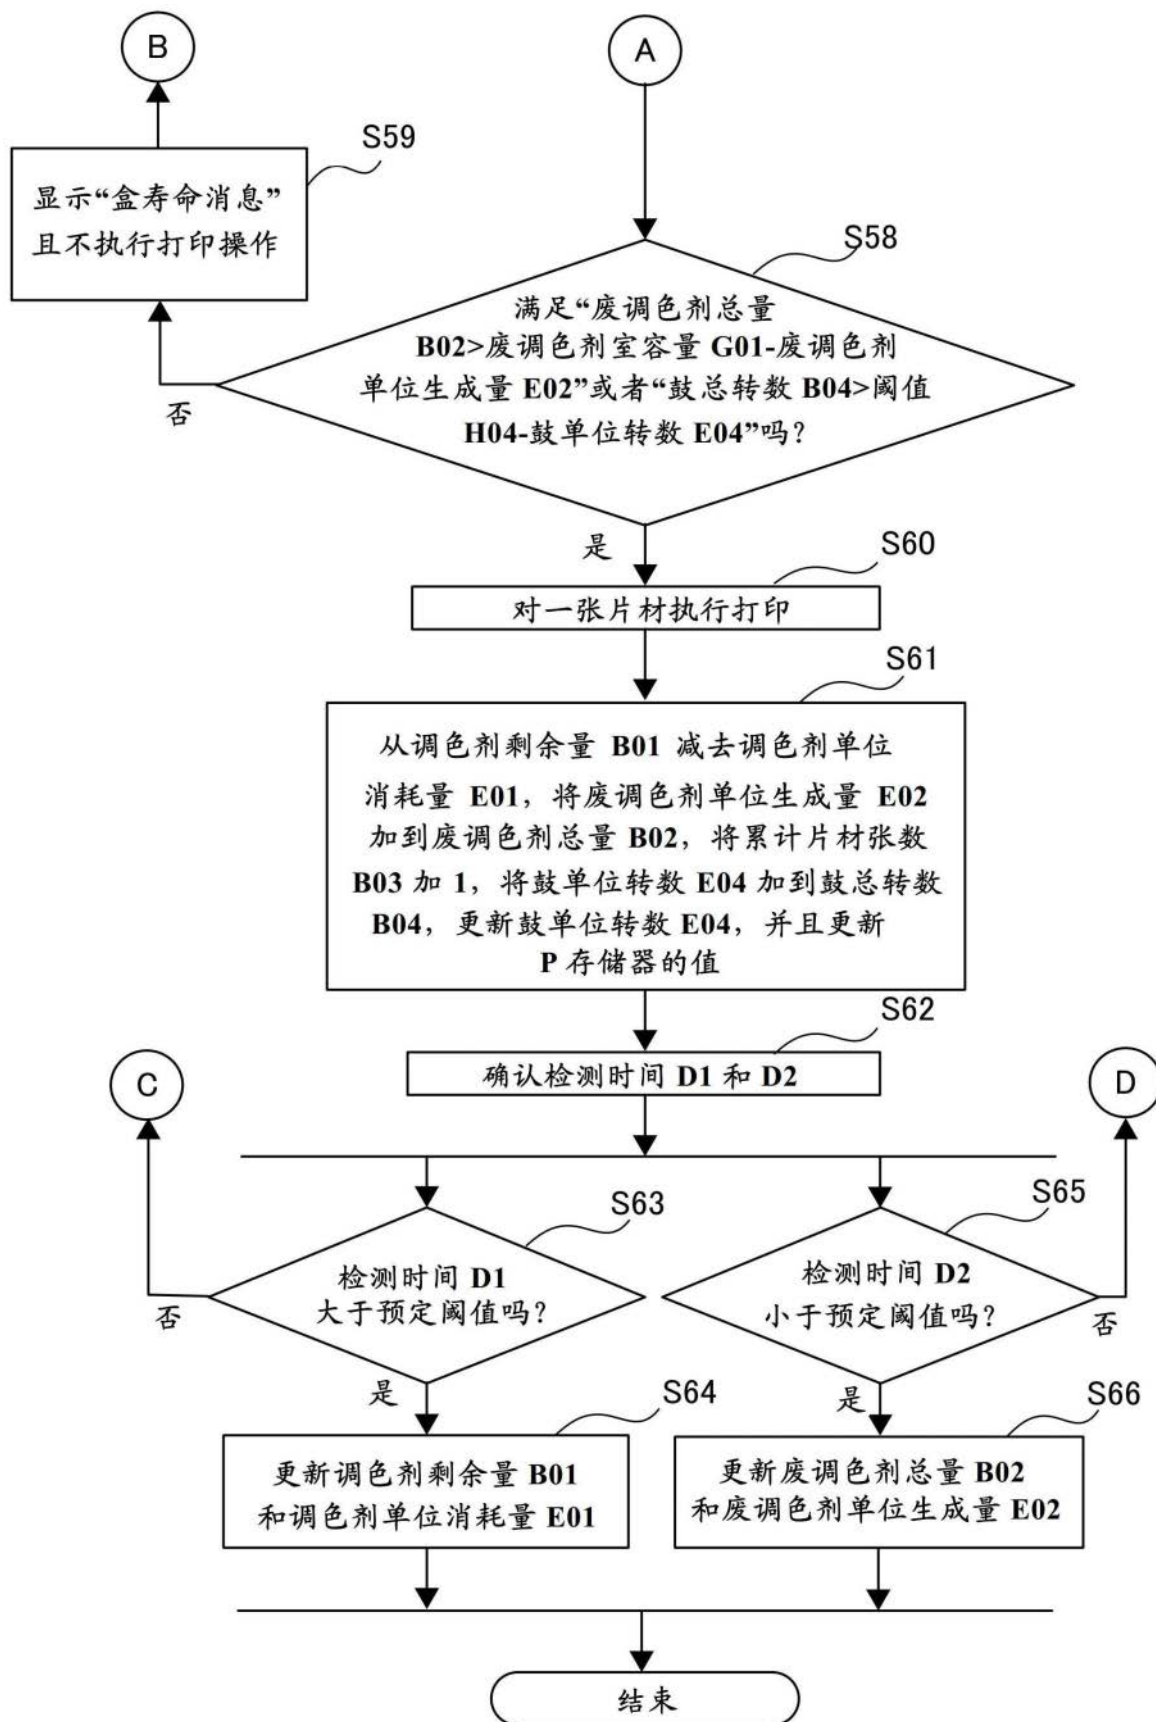 B
A
S59
显示“盒寿命消息”
且不执行打印操作
S58
满足“废调色剂总量
B02>废调色剂室容量 G01-废调色剂
单位生成量 E02”或者“鼓总转数 B04>阈值
H04-鼓单位转数 E04”吗?
否
是
S60
对一张片材执行打印
S61
从调色剂剩余量 B01 减去调色剂单位
消耗量 E01，将废调色剂单位生成量 E02
加到废调色剂总量 B02，将累计片材张数
B03 加 1，将鼓单位转数 E04 加到鼓总转数
B04，更新鼓单位转数 E04，并且更新
P 存储器的值
S62
确认检测时间 D1 和 D2
C
D
S63
检测时间 D1
大于预定阈值吗?
否
是
S65
检测时间 D2
小于预定阈值吗?
否
是
S64
更新调色剂剩余量 B01
和调色剂单位消耗量 E01
S66
更新废调色剂总量 B02
和废调色剂单位生成量 E02
结束